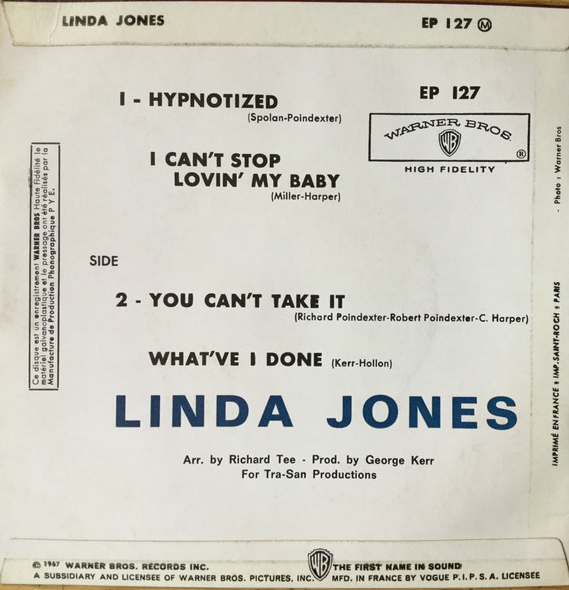 LINDA JONES
EP 127 M
1 - HYPNOTIZED
(Spolan-Poindexter)
I CAN'T STOP
LOVIN' MY BABY
(Miller-Harper)
EP 127
WARNER BROS.
WB
®
HIGH FIDELITY
- Photo : Warner Bros
Ce disque est un enregistrement WARNER BROS Haute Fidélité le
matériel galvanoplastique et le pressage ont été réalisés par la
Manufacture de Production Phonographique P Y E.
SIDE
2 - YOU CAN'T TAKE IT
(Richard Poindexter-Robert Poindexter-C. Harper)
WHAT'VE I DONE (Kerr-Hollon)
LINDA JONES
Arr. by Richard Tee - Prod. by George Kerr
For Tra-San Productions
IMPRIMÉ EN FRANCE • IMP. SAINT-ROCH • PARIS
© 1967 WARNER BROS. RECORDS INC. WB THE FIRST NAME IN SOUND
A SUBSIDIARY AND LICENSEE OF WARNER BROS. PICTURES, INC. MFD. IN FRANCE BY VOGUE P.I.P.S.A. LICENSEE